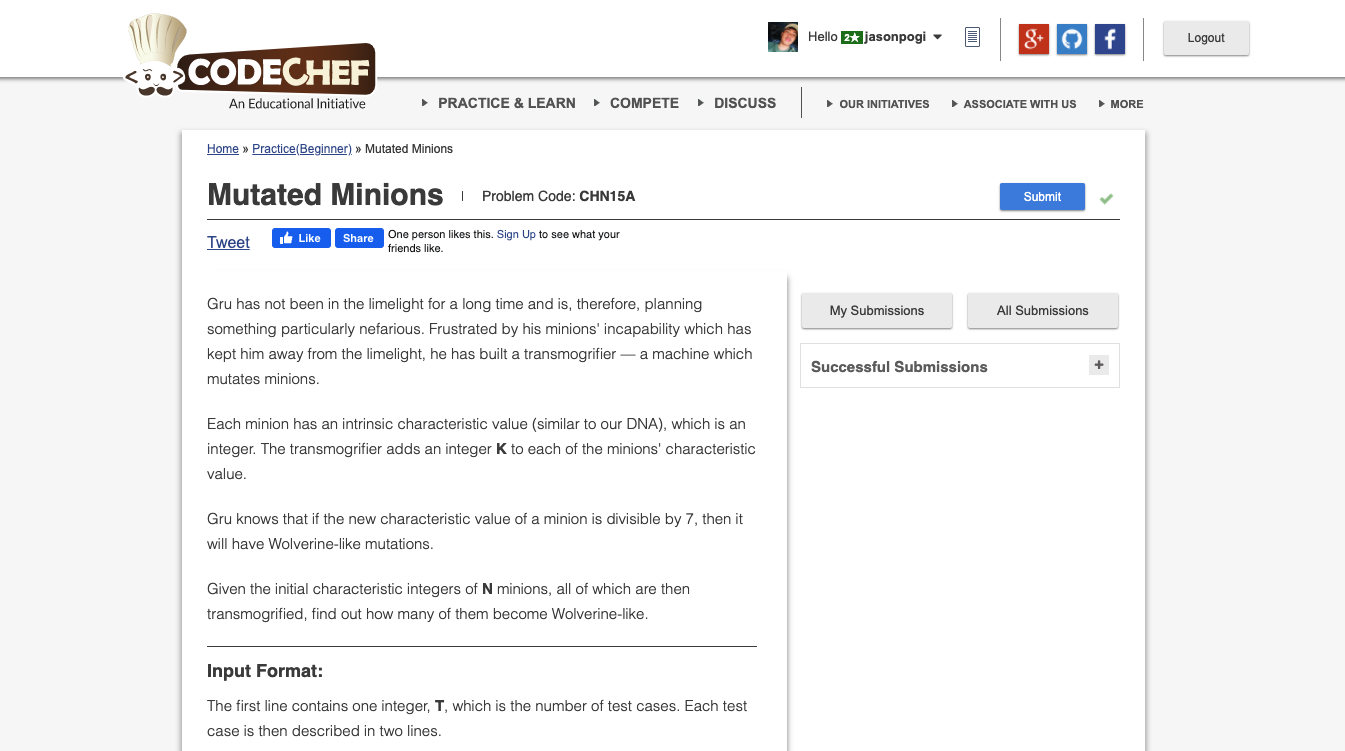 Hello 2★ jasonpogi
Logout
CODECHEF
An Educational Initiative
PRACTICE & LEARN
COMPETE
DISCUSS
OUR INITIATIVES
ASSOCIATE WITH US
MORE
Home » Practice(Beginner) » Mutated Minions
Mutated Minions | Problem Code: CHN15A
Submit
Tweet
Like
Share
One person likes this. Sign Up to see what your
friends like.
Gru has not been in the limelight for a long time and is, therefore, planning
something particularly nefarious. Frustrated by his minions' incapability which has
kept him away from the limelight, he has built a transmogrifier — a machine which
mutates minions.
Each minion has an intrinsic characteristic value (similar to our DNA), which is an
integer. The transmogrifier adds an integer K to each of the minions' characteristic
value.
Gru knows that if the new characteristic value of a minion is divisible by 7, then it
will have Wolverine-like mutations.
Given the initial characteristic integers of N minions, all of which are then
transmogrified, find out how many of them become Wolverine-like.
Input Format:
The first line contains one integer, T, which is the number of test cases. Each test
case is then described in two lines.
My Submissions
All Submissions
Successful Submissions
+